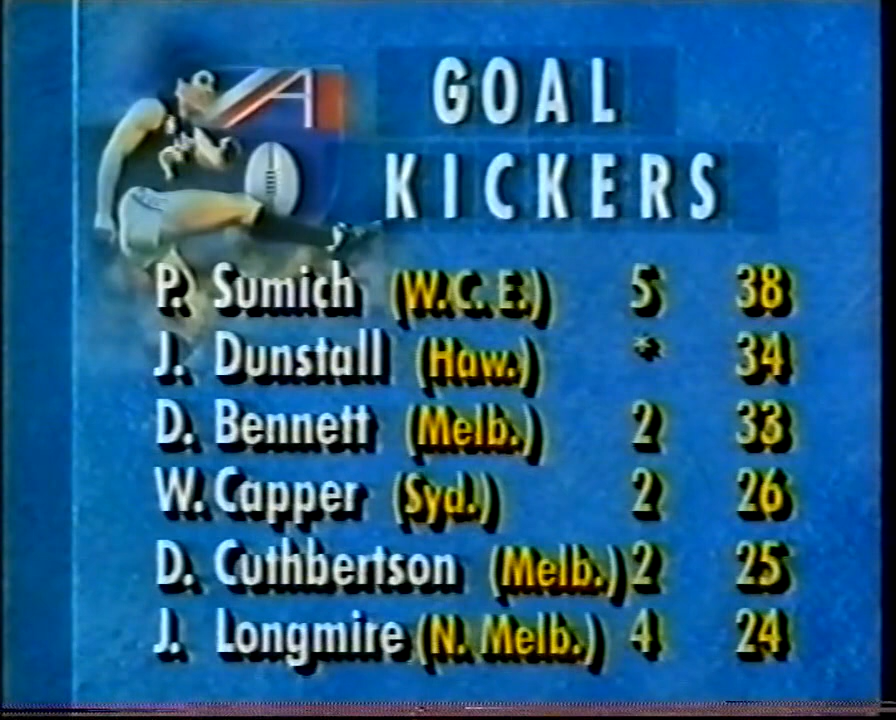 GOAL
KICKERS
P. Sumich (W.C.E.) 5 38
J. Dunstall (Haw.) * 34
D. Bennett (Melb.) 2 33
W. Capper (Syd.) 2 26
D. Cuthbertson (Melb.) 2 25
J. Longmire (N. Melb.) 4 24